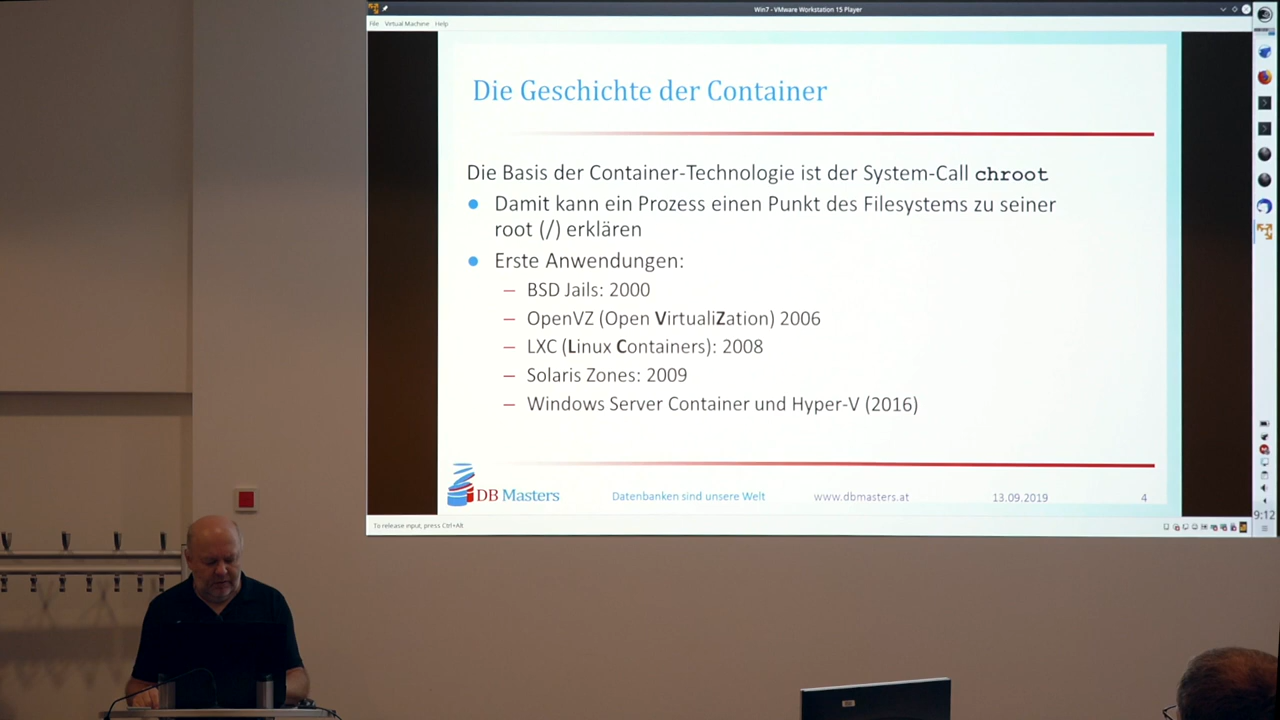 Win7 - VMware Workstation 15 Player
File Virtual Machine Help
Die Geschichte der Container
Die Basis der Container-Technologie ist der System-Call chroot
Damit kann ein Prozess einen Punkt des Filesystems zu seiner
root (/) erklären
Erste Anwendungen:
– BSD Jails: 2000
– OpenVZ (Open VirtualiZation) 2006
– LXC (Linux Containers): 2008
– Solaris Zones: 2009
– Windows Server Container und Hyper-V (2016)
DB Masters
Datenbanken sind unsere Welt
www.dbmasters.at
13.09.2019
4
9:12
To release input, press Ctrl+Alt